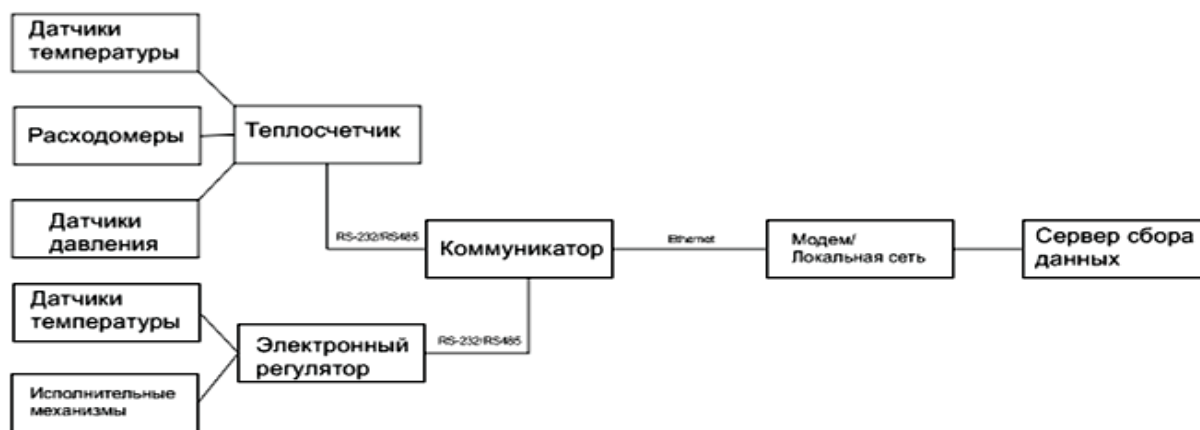 Датчики
температуры
Расходомеры
Теплосчетчик
Датчики
давления
RS-232/RS485
Коммуникатор
Ethernet
Модем/
Локальная сеть
Сервер сбора
данных
Датчики
температуры
Электронный
регулятор
RS-232/RS485
Исполнительные
механизмы